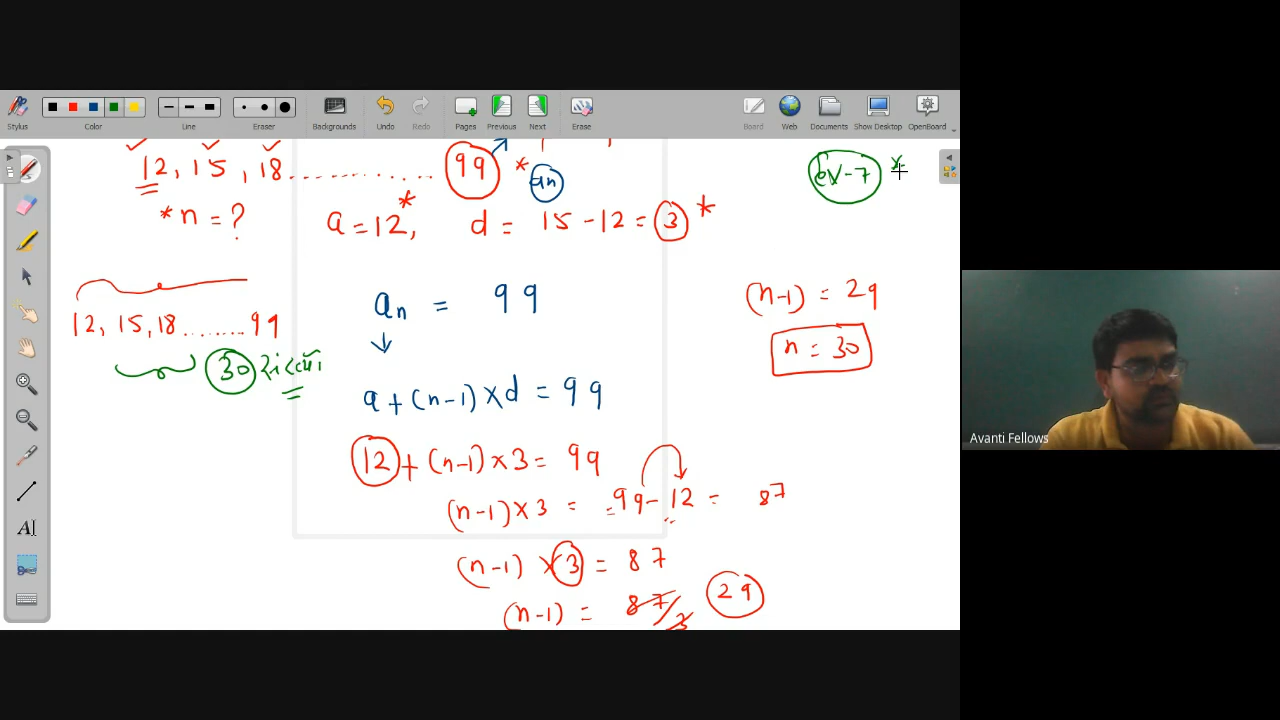 Stylus
Color
Line
Eraser
Backgrounds
Undo
Redo
Pages
Previous
Next
Erase
Board
Web
Documents
Show Desktop
OpenBoard
12, 15, 18 .............. 99 *
an
ev-7 *
* n = ?
a = 12*, d = 15 - 12 = 3 *
an = 99
(n-1) = 29
12, 15, 18 ........ 99
n = 30
30
a + (n-1) × d = 99
12 + (n-1) × 3 = 99
(n-1) × 3 = 99 - 12 = 87
(n-1) × 3 = 87
(n-1) = 87/3 29
Avanti Fellows